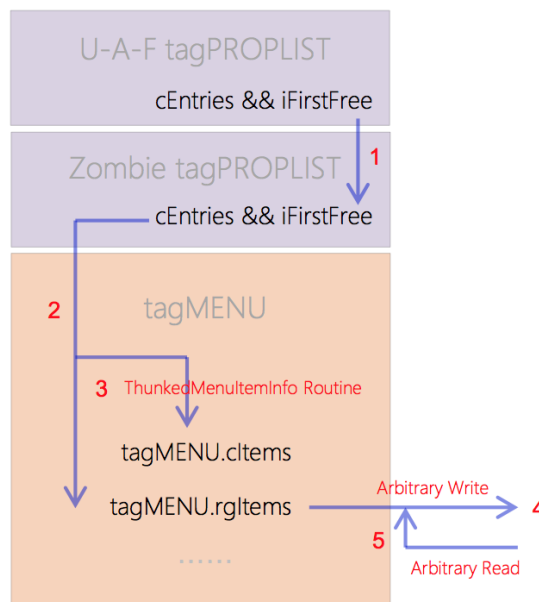 U-A-F tagPROPLIST
cEntries && iFirstFree
1
Zombie tagPROPLIST
cEntries && iFirstFree
2
tagMENU
3 ThunkedMenuItemInfo Routine
tagMENU.cItems
Arbitrary Write
tagMENU.rgItems
4
5
Arbitrary Read
......